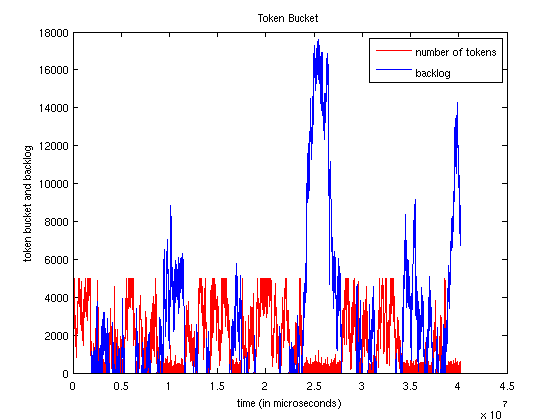 Token Bucket
number of tokens
backlog
token bucket and backlog
18000
16000
14000
12000
10000
8000
6000
4000
2000
0
0 0.5 1 1.5 2 2.5 3 3.5 4 4.5
time (in microseconds)
x 10 7